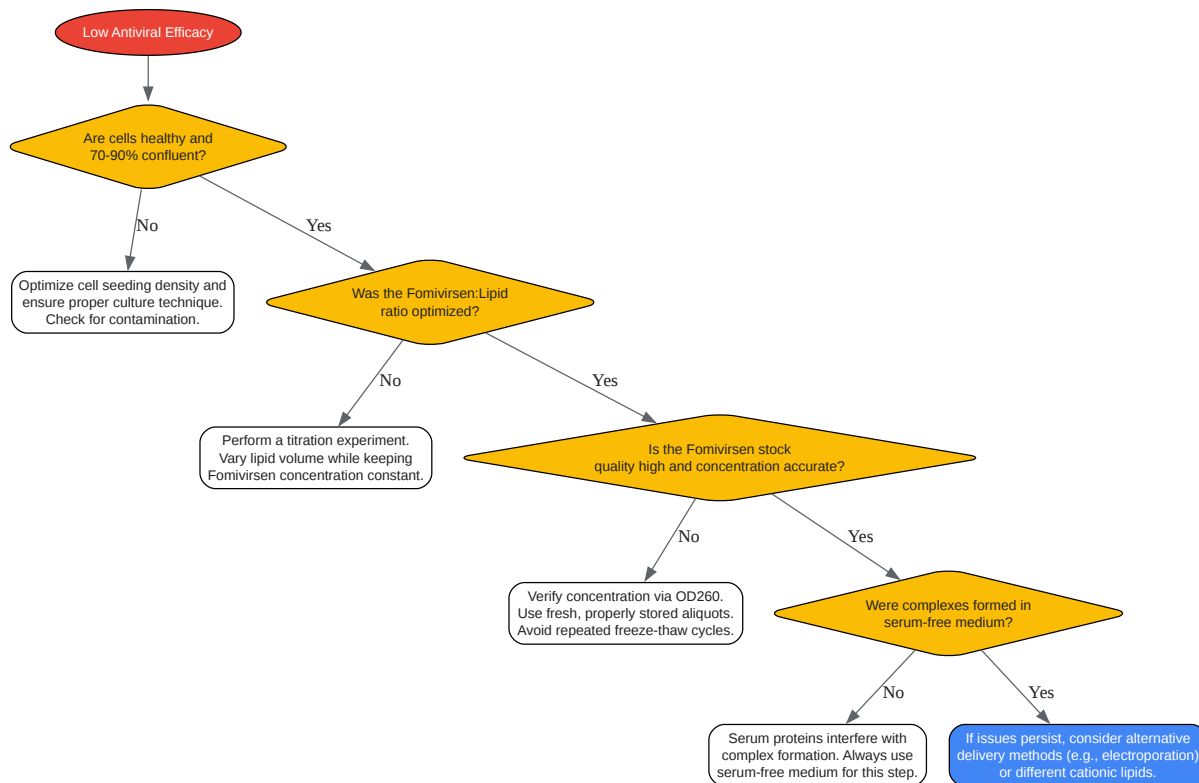 Low Antiviral Efficacy
Are cells healthy and
70-90% confluent?
No
Yes
Optimize cell seeding density and
ensure proper culture technique.
Check for contamination.
Was the Fomivirsen:Lipid
ratio optimized?
No
Yes
Perform a titration experiment.
Vary lipid volume while keeping
Fomivirsen concentration constant.
Is the Fomivirsen stock
quality high and concentration accurate?
No
Yes
Verify concentration via OD260.
Use fresh, properly stored aliquots.
Avoid repeated freeze-thaw cycles.
Were complexes formed in
serum-free medium?
No
Yes
Serum proteins interfere with
complex formation. Always use
serum-free medium for this step.
If issues persist, consider alternative
delivery methods (e.g., electroporation)
or different cationic lipids.